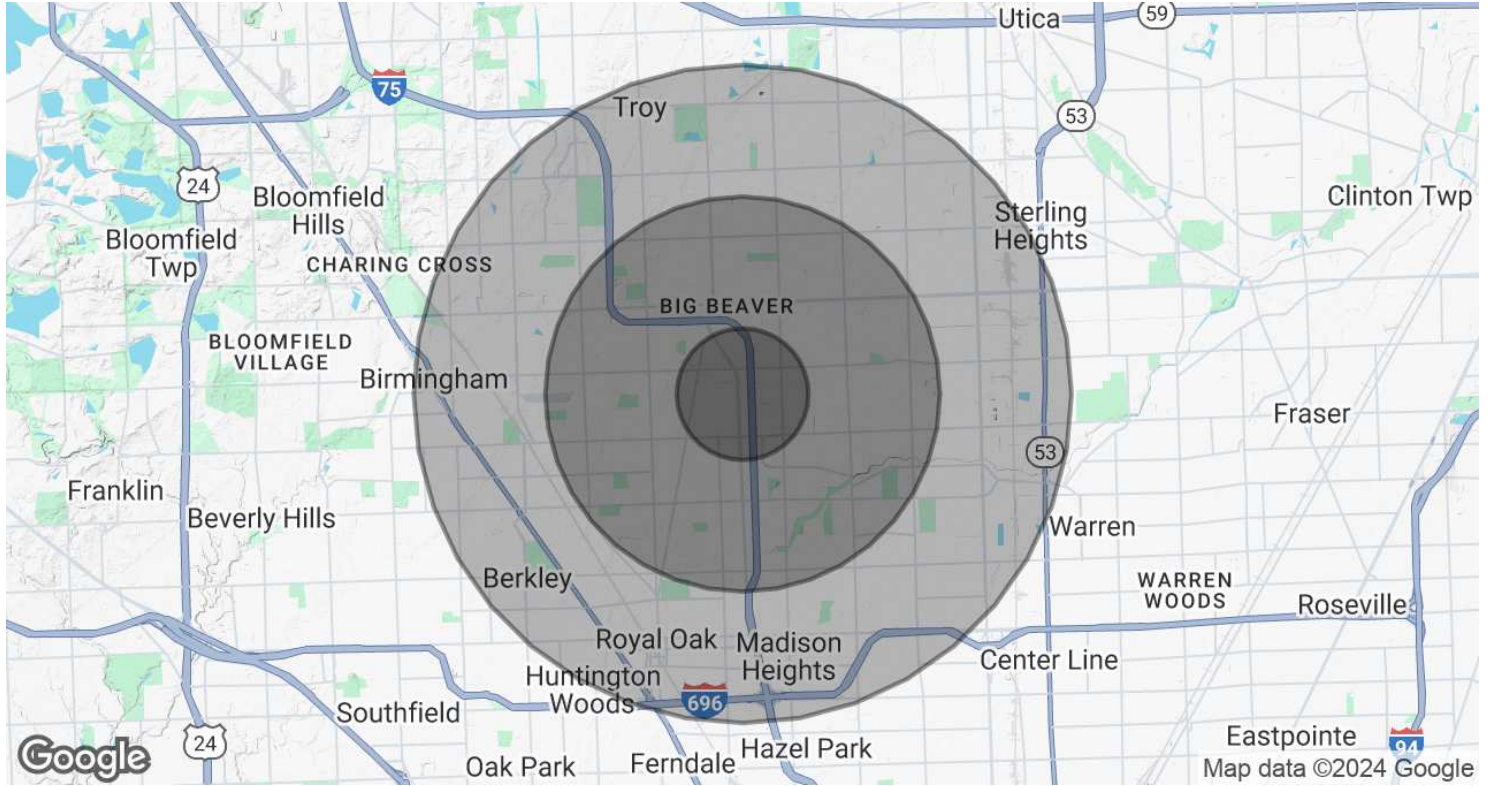 Utica
59
75
Troy
53
24
Bloomfield
Hills
Clinton Twp
Sterling
Heights
Bloomfield
Twp
CHARING CROSS
BIG BEAVER
BLOOMFIELD
VILLAGE
Birmingham
Fraser
53
Franklin
Beverly Hills
Warren
Berkley
WARREN
WOODS
Roseville
Royal Oak
Madison
Heights
Center Line
Huntington
Woods
696
Southfield
24
Eastpointe
94
Hazel Park
Oak Park
Ferndale
Google
Map data ©2024 Google